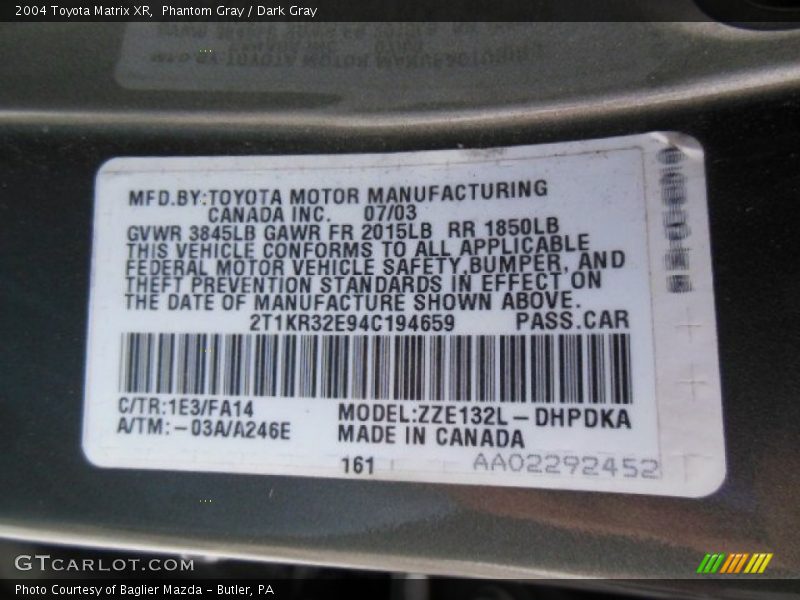 2004 Toyota Matrix XR, Phantom Gray / Dark Gray
MFD.BY:TOYOTA MOTOR MANUFACTURING
CANADA INC. 07/03
GVWR 3845LB GAWR FR 2015LB RR 1850LB
THIS VEHICLE CONFORMS TO ALL APPLICABLE
FEDERAL MOTOR VEHICLE SAFETY,BUMPER, AND
THEFT PREVENTION STANDARDS IN EFFECT ON
THE DATE OF MANUFACTURE SHOWN ABOVE.
2T1KR32E94C194659 PASS.CAR
C/TR:1E3/FA14 MODEL:ZZE132L-DHPDKA
A/TM:-03A/A246E MADE IN CANADA
161 AA02292452
GTCARLOT.COM
Photo Courtesy of Baglier Mazda - Butler, PA